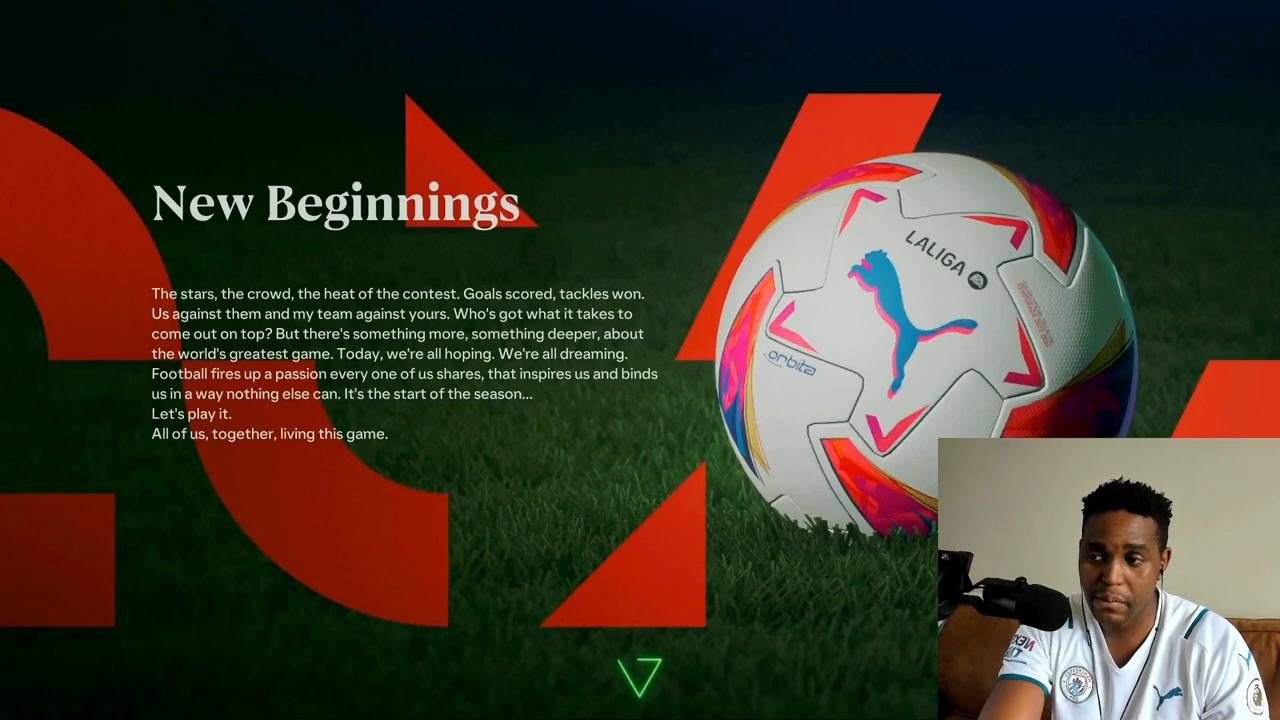 New Beginnings
The stars, the crowd, the heat of the contest. Goals scored, tackles won.
Us against them and my team against yours. Who's got what it takes to
come out on top? But there's something more, something deeper, about
the world's greatest game. Today, we're all hoping. We're all dreaming.
Football fires up a passion every one of us shares, that inspires us and binds
us in a way nothing else can. It's the start of the season...
Let's play it.
All of us, together, living this game.
LALIGA
orbita